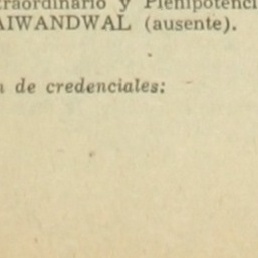 traordinario y Plenipotenci
AIWANDWAL (ausente).
n de credenciales: